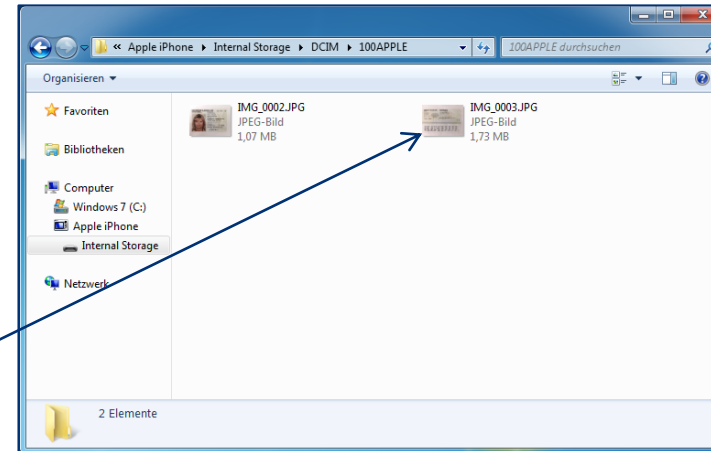 « Apple iPhone ▸ Internal Storage ▸ DCIM ▸ 100APPLE
100APPLE durchsuchen
Organisieren
Favoriten
Bibliotheken
Computer
Windows 7 (C:)
Apple iPhone
Internal Storage
Netzwerk
IMG_0002.JPG
JPEG-Bild
1,07 MB
IMG_0003.JPG
JPEG-Bild
1,73 MB
2 Elemente